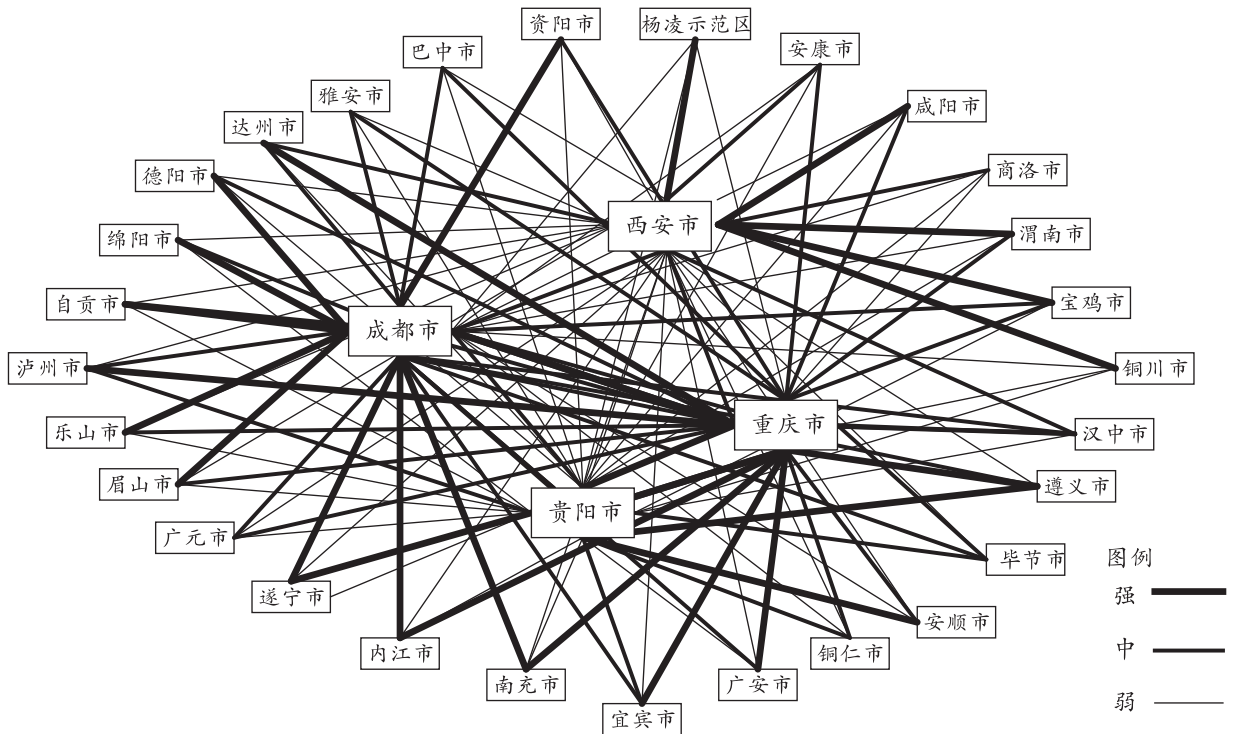 资阳市
杨凌示范区
安康市
巴中市
咸阳市
雅安市
达州市
商洛市
德阳市
西安市
渭南市
绵阳市
宝鸡市
自贡市
成都市
泸州市
铜川市
重庆市
乐山市
汉中市
眉山市
遵义市
贵阳市
广元市
毕节市
图例
遂宁市
强
安顺市
内江市
铜仁市
中
南充市
广安市
宜宾市
弱